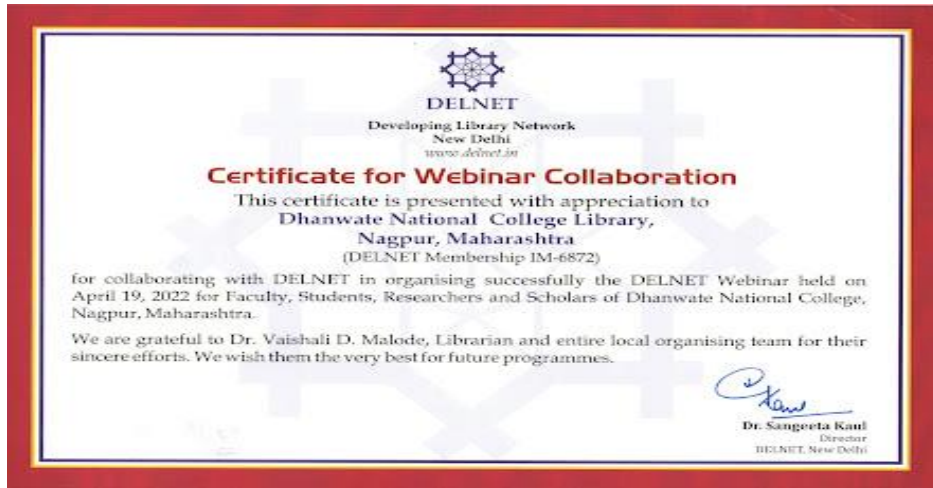 DELNET
Developing Library Network
New Delhi
www.delnet.in
Certificate for Webinar Collaboration
This certificate is presented with appreciation to
Dhanwate National College Library,
Nagpur, Maharashtra
(DELNET Membership IM-6872)
for collaborating with DELNET in organising successfully the DELNET Webinar held on
April 19, 2022 for Faculty, Students, Researchers and Scholars of Dhanwate National College,
Nagpur, Maharashtra.
We are grateful to Dr. Vaishali D. Malode, Librarian and entire local organising team for their
sincere efforts. We wish them the very best for future programmes.
Kaul
Dr. Sangeeta Kaul
Director
DELNET, New Delhi